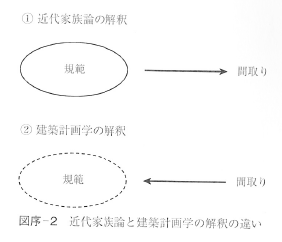 ① 近代家族論の解釈
規範
間取り
② 建築計画学の解釈
規範
間取り
図序-2 近代家族論と建築計画学の解釈の違い